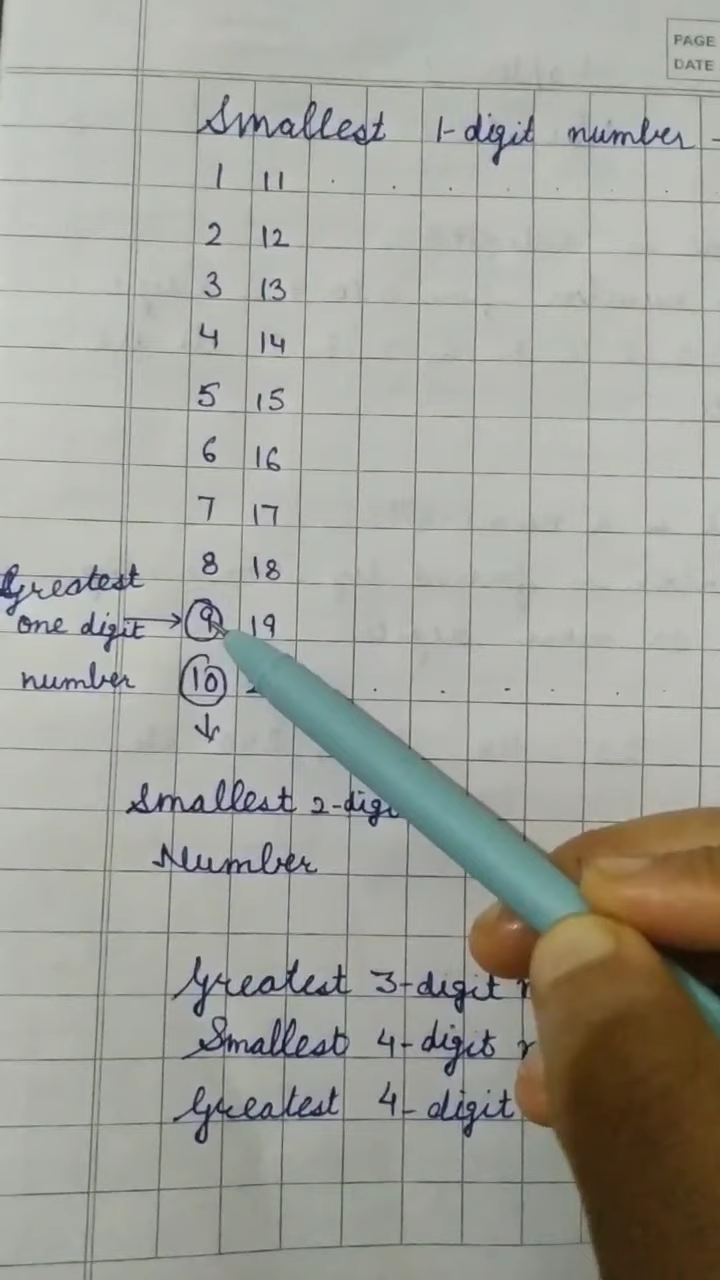 PAGE
DATE
Smallest 1-digit number -
1 11 . . . . . . .
2 12
3 13
4 14
5 15
6 16
7 17
8 18
Greatest
one digit → 9 19
number 10 . . . . . .
↓
Smallest 2-digi
Number
Greatest 3-digit
Smallest 4-digit
Greatest 4-digit